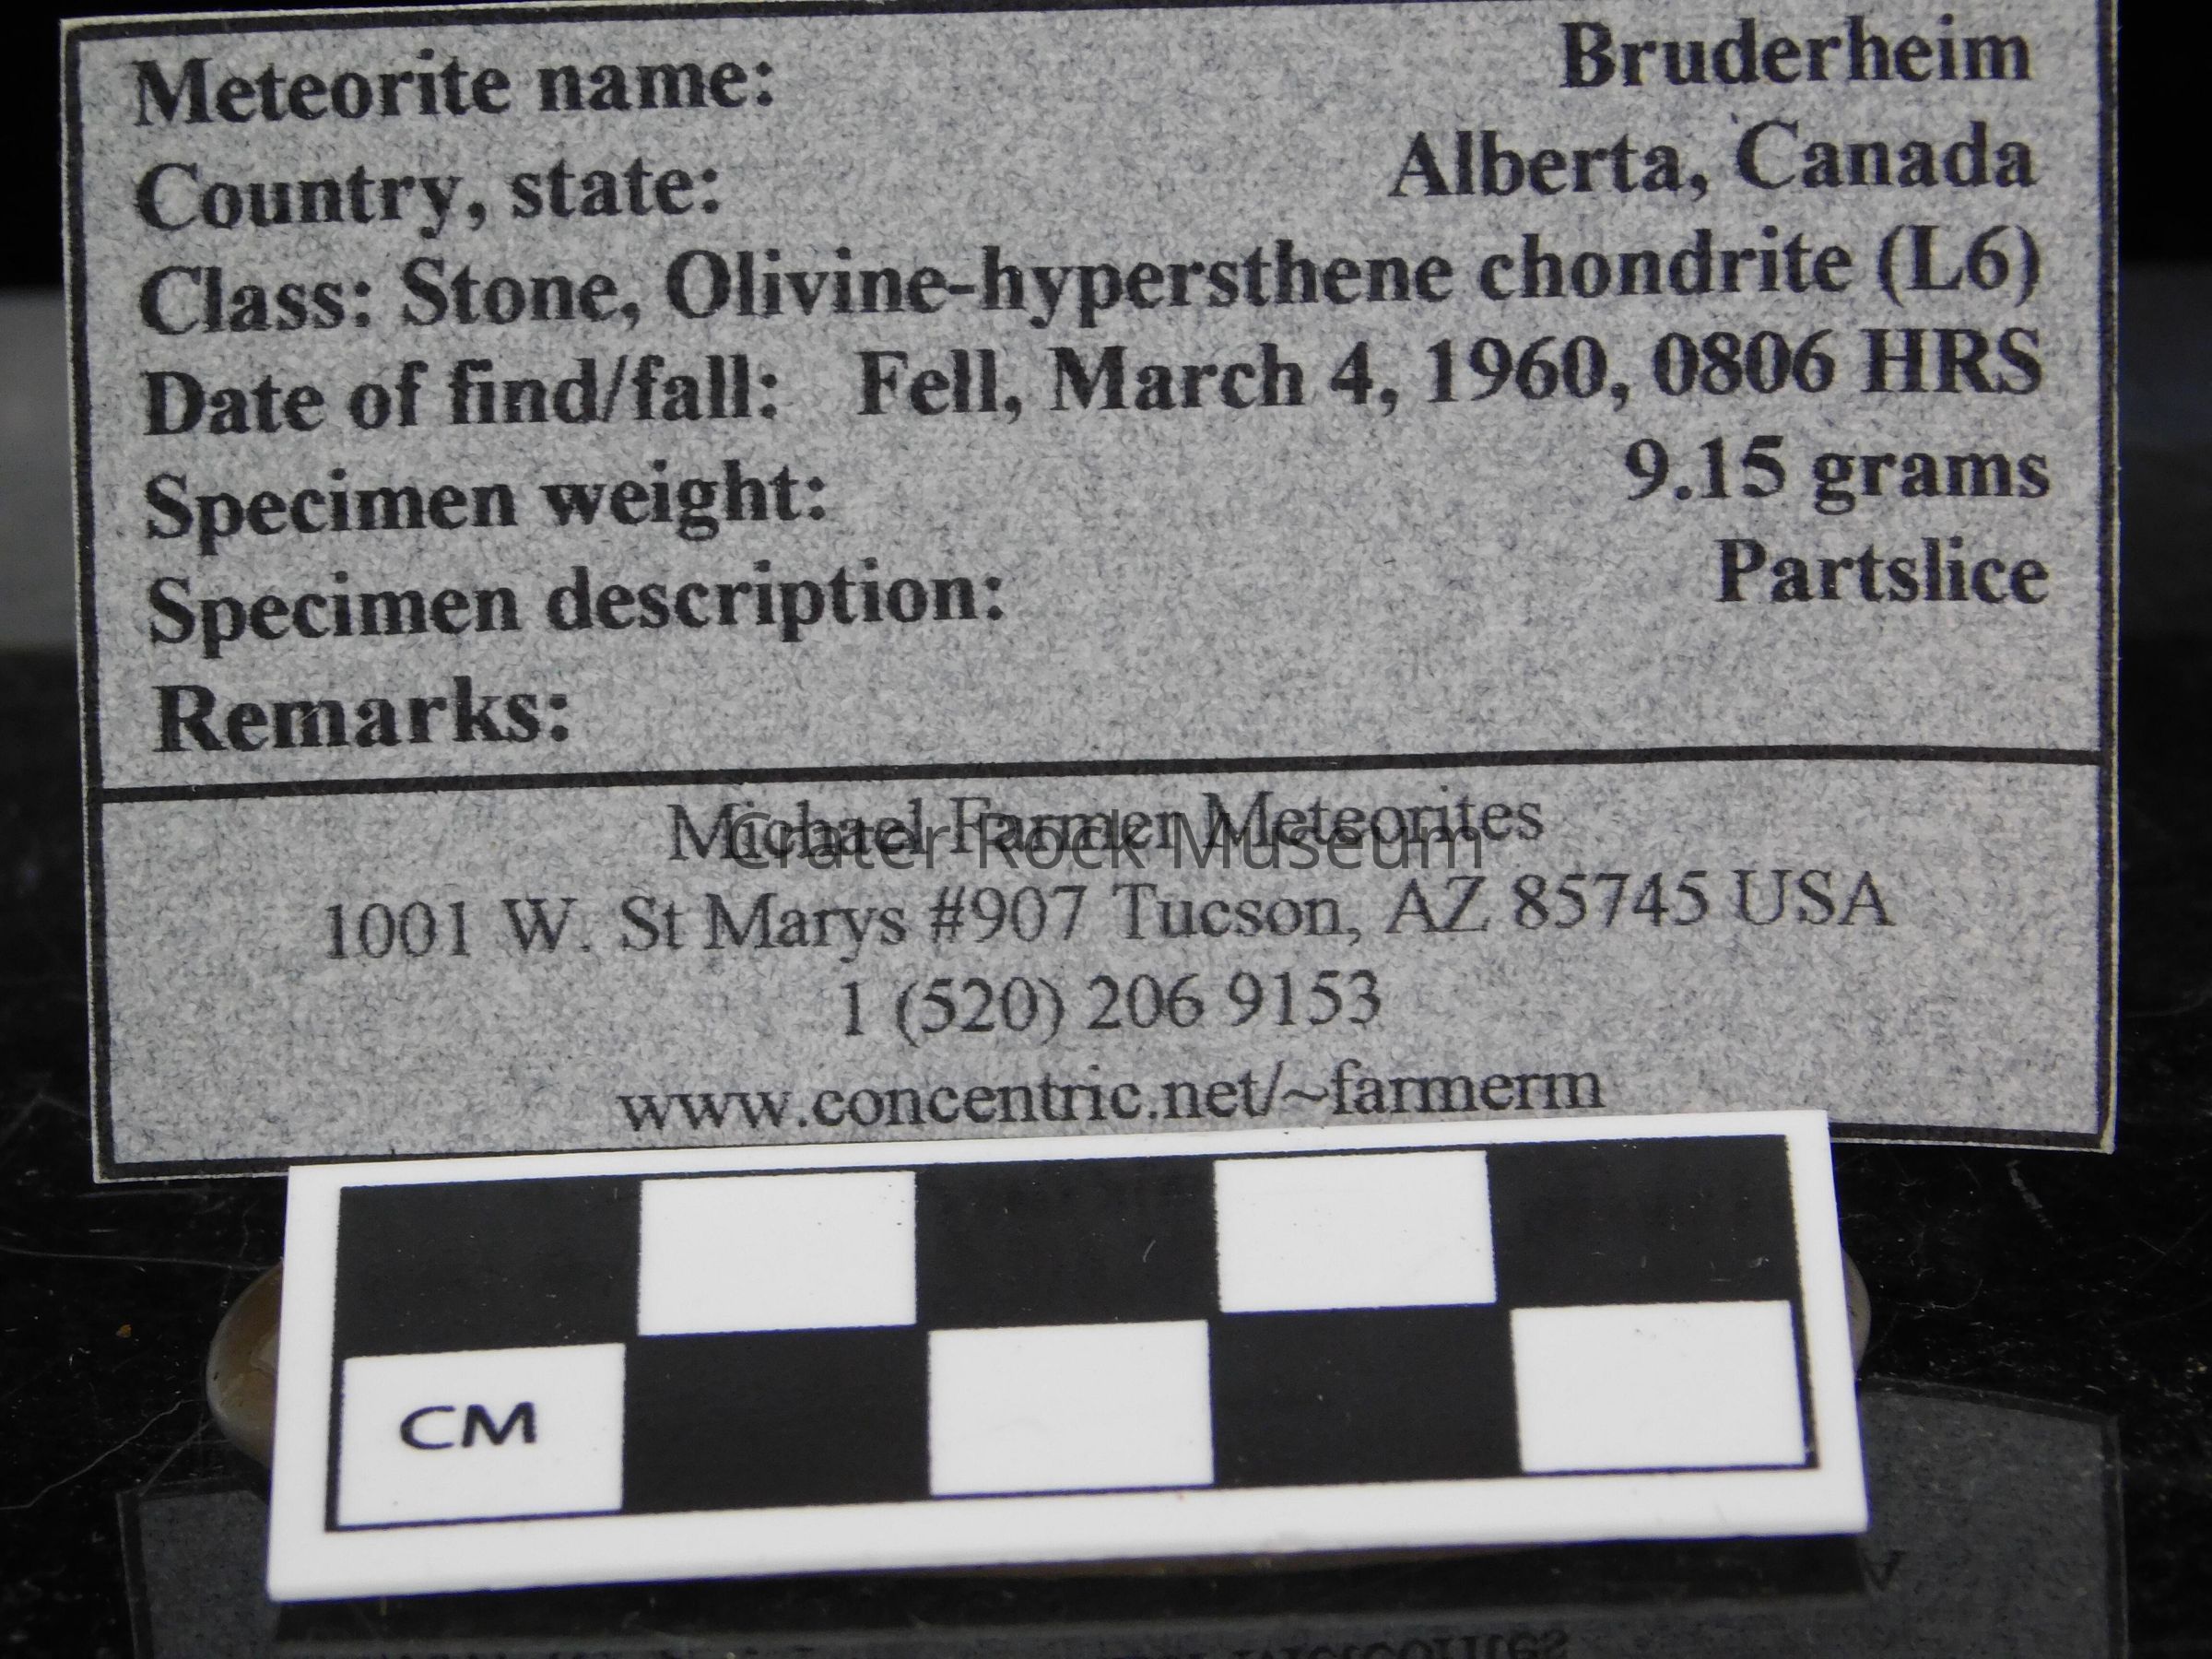 Meteorite name: Bruderheim
Country, state: Alberta, Canada
Class: Stone, Olivine-hypersthene chondrite (L6)
Date of find/fall: Fell, March 4, 1960, 0806 HRS
Specimen weight: 9.15 grams
Specimen description: Partslice
Remarks:
Michael Farmer Meteorites
Crater Rock Museum
1001 W. St Marys #907 Tucson, AZ 85745 USA
1 (520) 206 9153
www.concentric.net/~farmerm
CM